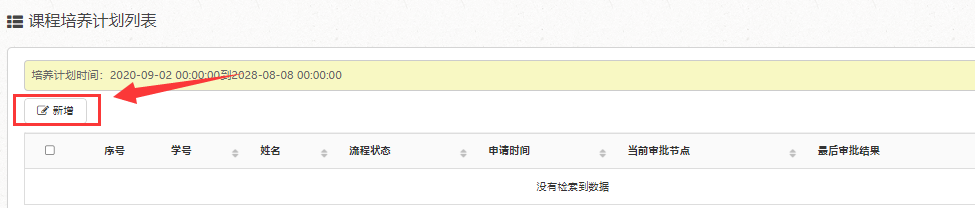 课程培养计划列表
培养计划时间：2020-09-02 00:00:00到2028-08-08 00:00:00
新增
序号 学号 姓名 流程状态 申请时间 当前审批节点 最后审批结果
没有检索到数据